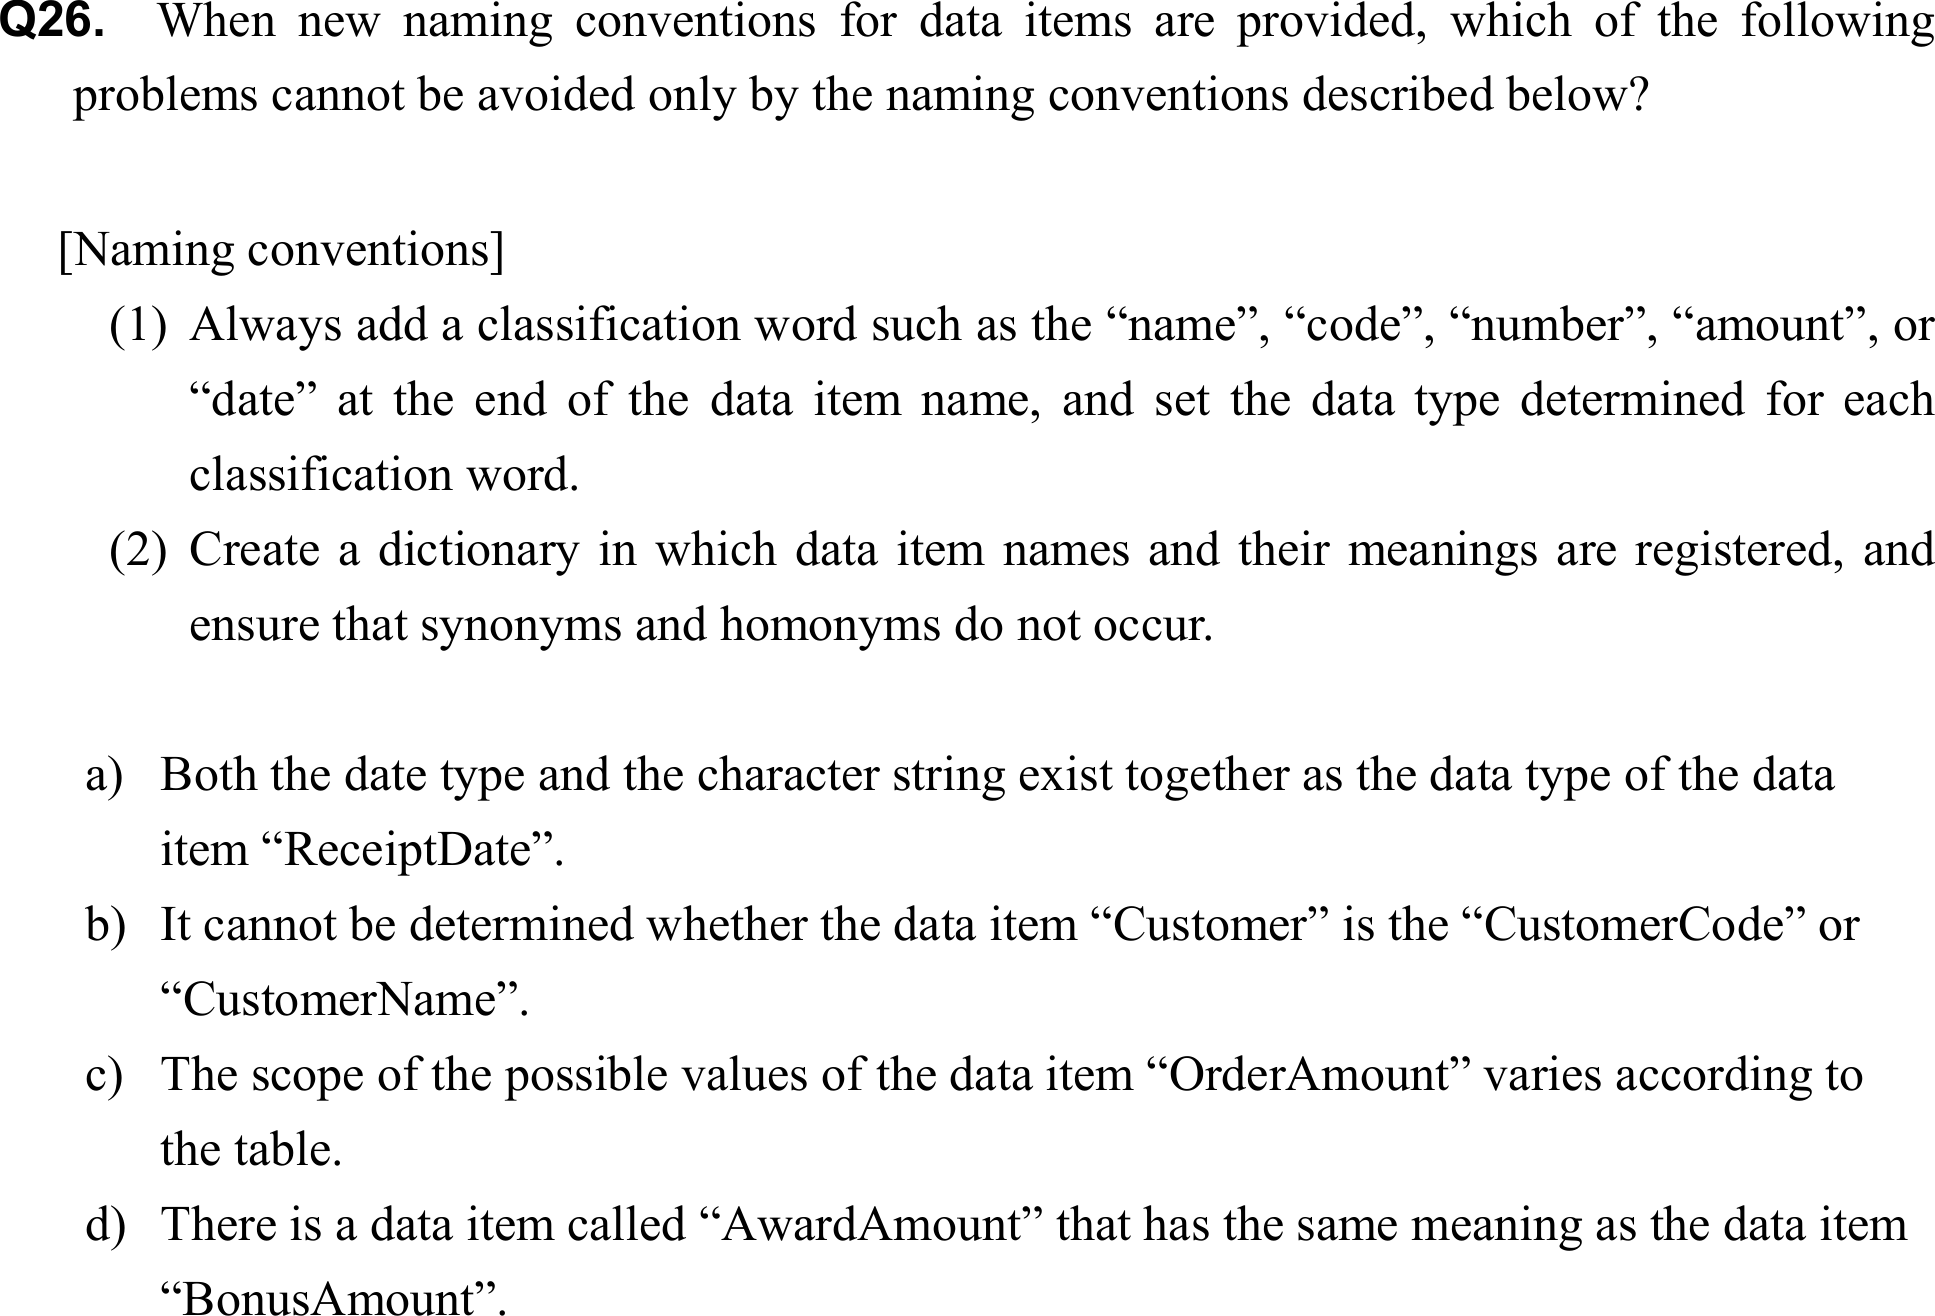 Q26. When new naming conventions for data items are provided, which of the following
problems cannot be avoided only by the naming conventions described below?
[Naming conventions]
(1) Always add a classification word such as the “name”, “code”, “number”, “amount”, or
“date” at the end of the data item name, and set the data type determined for each
classification word.
(2) Create a dictionary in which data item names and their meanings are registered, and
ensure that synonyms and homonyms do not occur.
a) Both the date type and the character string exist together as the data type of the data
item “ReceiptDate”.
b) It cannot be determined whether the data item “Customer” is the “CustomerCode” or
“CustomerName”.
c) The scope of the possible values of the data item “OrderAmount” varies according to
the table.
d) There is a data item called “AwardAmount” that has the same meaning as the data item
“BonusAmount”.